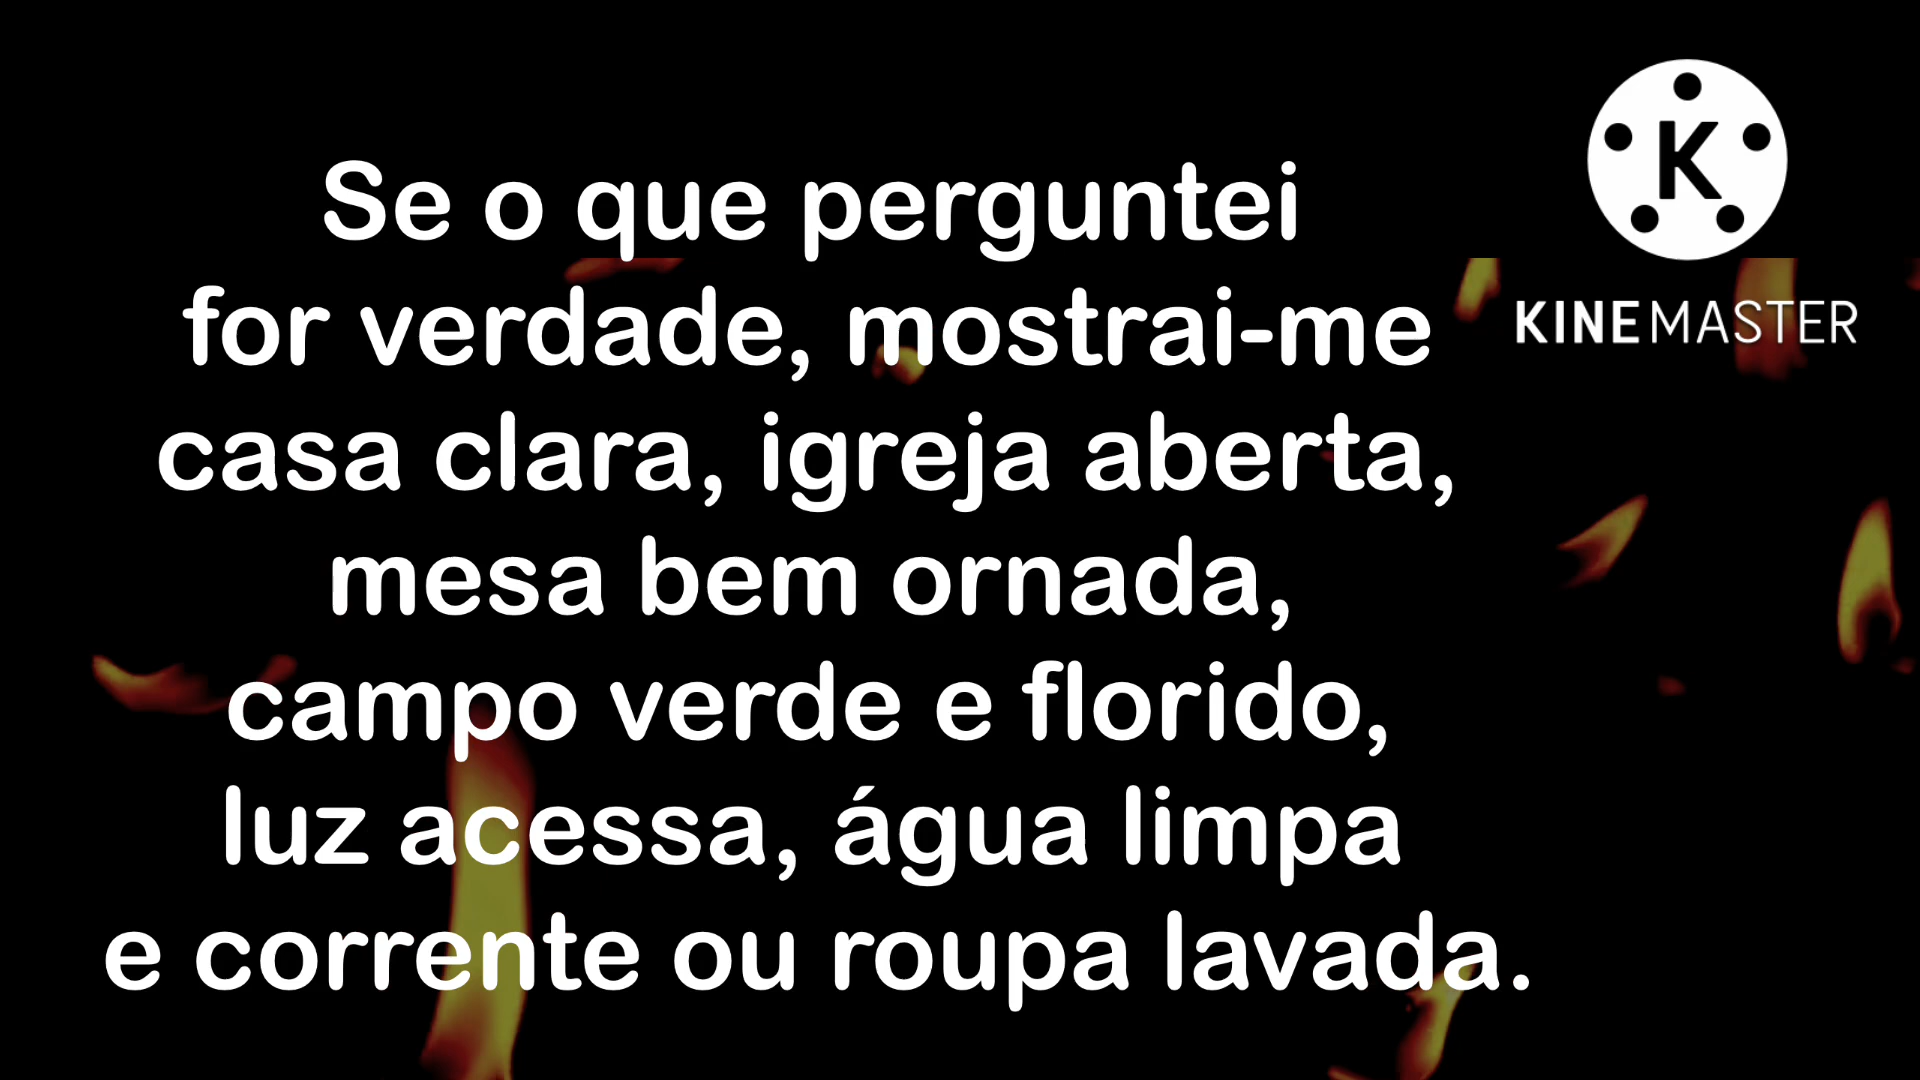 Se o que perguntei
for verdade, mostrai-me
casa clara, igreja aberta,
mesa bem ornada,
campo verde e florido,
luz acessa, água limpa
e corrente ou roupa lavada.
K
KINEMASTER